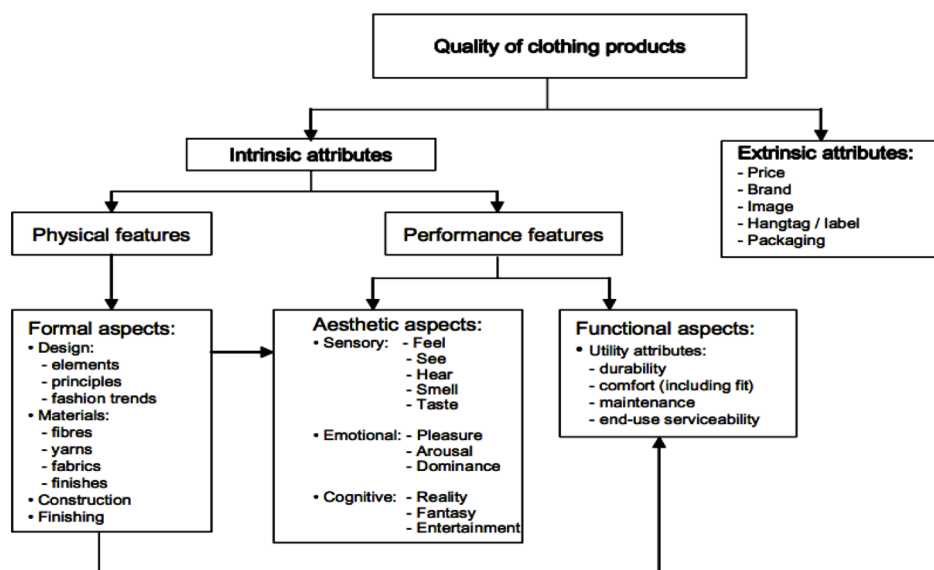 Quality of clothing products
Intrinsic attributes
Extrinsic attributes:
- Price
- Brand
- Image
- Hangtag / label
- Packaging
Physical features
Performance features
Formal aspects:
• Design:
- elements
- principles
- fashion trends
• Materials:
- fibres
- yarns
- fabrics
- finishes
• Construction
• Finishing
Aesthetic aspects:
• Sensory: - Feel
- See
- Hear
- Smell
- Taste
• Emotional: - Pleasure
- Arousal
- Dominance
• Cognitive: - Reality
- Fantasy
- Entertainment
Functional aspects:
• Utility attributes:
- durability
- comfort (including fit)
- maintenance
- end-use serviceability